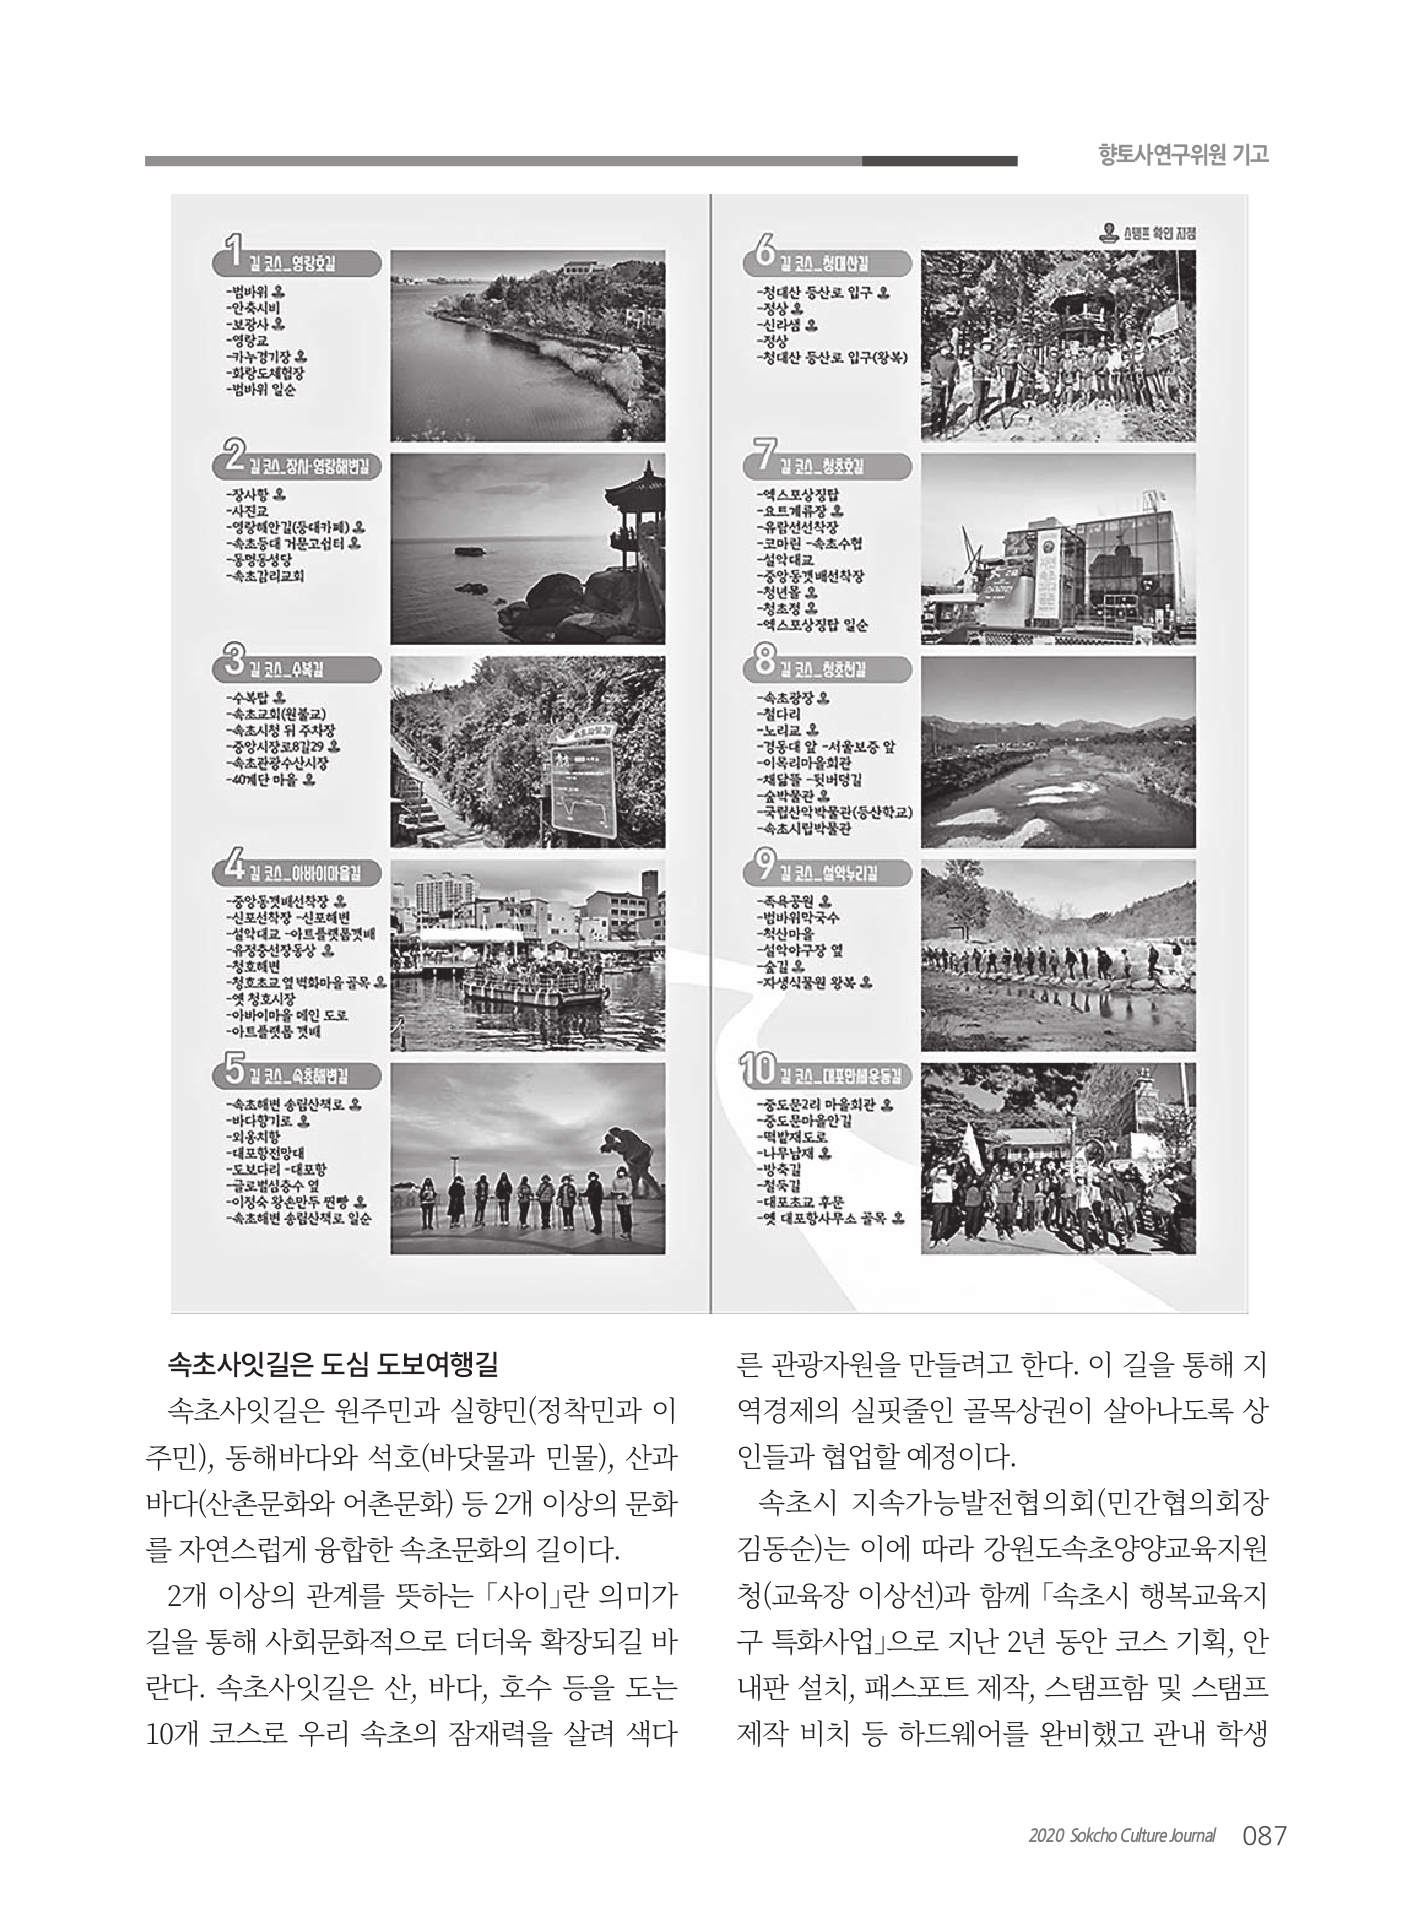 향토사연구위원 기고
스탬프 확인 지점
1 길 코스_영랑호길
-범바위
-안축시비
-보광사
-영랑교
-카누경기장
-화랑도체험장
-범바위 일순
2 길 코스_장사·영랑해변길
-장사항
-사진교
-영랑해안길(등대카페)
-속초등대 거문고쉼터
-동명동성당
-속초감리교회
3 길 코스_수복길
-수복탑
-속초교회(원불교)
-속초시청 뒤 주차장
-중앙시장로8길29
-속초관광수산시장
-40계단 마을
4 길 코스_아바이마을길
-중앙동갯배선착장
-신포선착장 -신포해변
-설악대교 -아트플랫폼갯배
-유정충선장동상
-청호해변
-청호초교 옆 벽화마을 골목
-옛 청호시장
-아바이마을 메인 도로
-아트플랫폼 갯배
5 길 코스_속초해변길
-속초해변 송림산책로
-바다향기로
-외옹치항
-대포항전망대
-도보다리 -대포항
-글로벌심층수 옆
-이정숙 왕손만두 찐빵
-속초해변 송림산책로 일순
6 길 코스_청대산길
-청대산 등산로 입구
-정상
-신라샘
-정상
-청대산 등산로 입구(왕복)
7 길 코스_청초호길
-엑스포상징탑
-요트계류장
-유람선선착장
-코마린 -속초수협
-설악대교
-중앙동갯배선착장
-청년몰
-청초정
-엑스포상징탑 일순
8 길 코스_청초천길
-속초광장
-철다리
-노리교
-경동대 앞 -서울보증 앞
-이목리마을회관
-채닮뜰 -뒷버덩길
-숲박물관
-국립산악박물관(등산학교)
-속초시립박물관
9 길 코스_설악누리길
-족욕공원
-범바위막국수
-척산마을
-설악야구장 옆
-숲길
-자생식물원 왕복
10 길 코스_대포만세운동길
-중도문2리 마을회관
-중도문마을안길
-떡밭재도로
-나무남재
-방축길
-청둑길
-대포초교 후문
-옛 대포항사무소 골목
속초사잇길은 도심 도보여행길
속초사잇길은 원주민과 실향민(정착민과 이
주민), 동해바다와 석호(바닷물과 민물), 산과
바다(산촌문화와 어촌문화) 등 2개 이상의 문화
를 자연스럽게 융합한 속초문화의 길이다.
2개 이상의 관계를 뜻하는 「사이」란 의미가
길을 통해 사회문화적으로 더더욱 확장되길 바
란다. 속초사잇길은 산, 바다, 호수 등을 도는
10개 코스로 우리 속초의 잠재력을 살려 색다
른 관광자원을 만들려고 한다. 이 길을 통해 지
역경제의 실핏줄인 골목상권이 살아나도록 상
인들과 협업할 예정이다.
속초시 지속가능발전협의회(민간협의회장
김동순)는 이에 따라 강원도속초양양교육지원
청(교육장 이상선)과 함께 「속초시 행복교육지
구 특화사업」으로 지난 2년 동안 코스 기획, 안
내판 설치, 패스포트 제작, 스탬프함 및 스탬프
제작 비치 등 하드웨어를 완비했고 관내 학생
2020 Sokcho Culture Journal 087